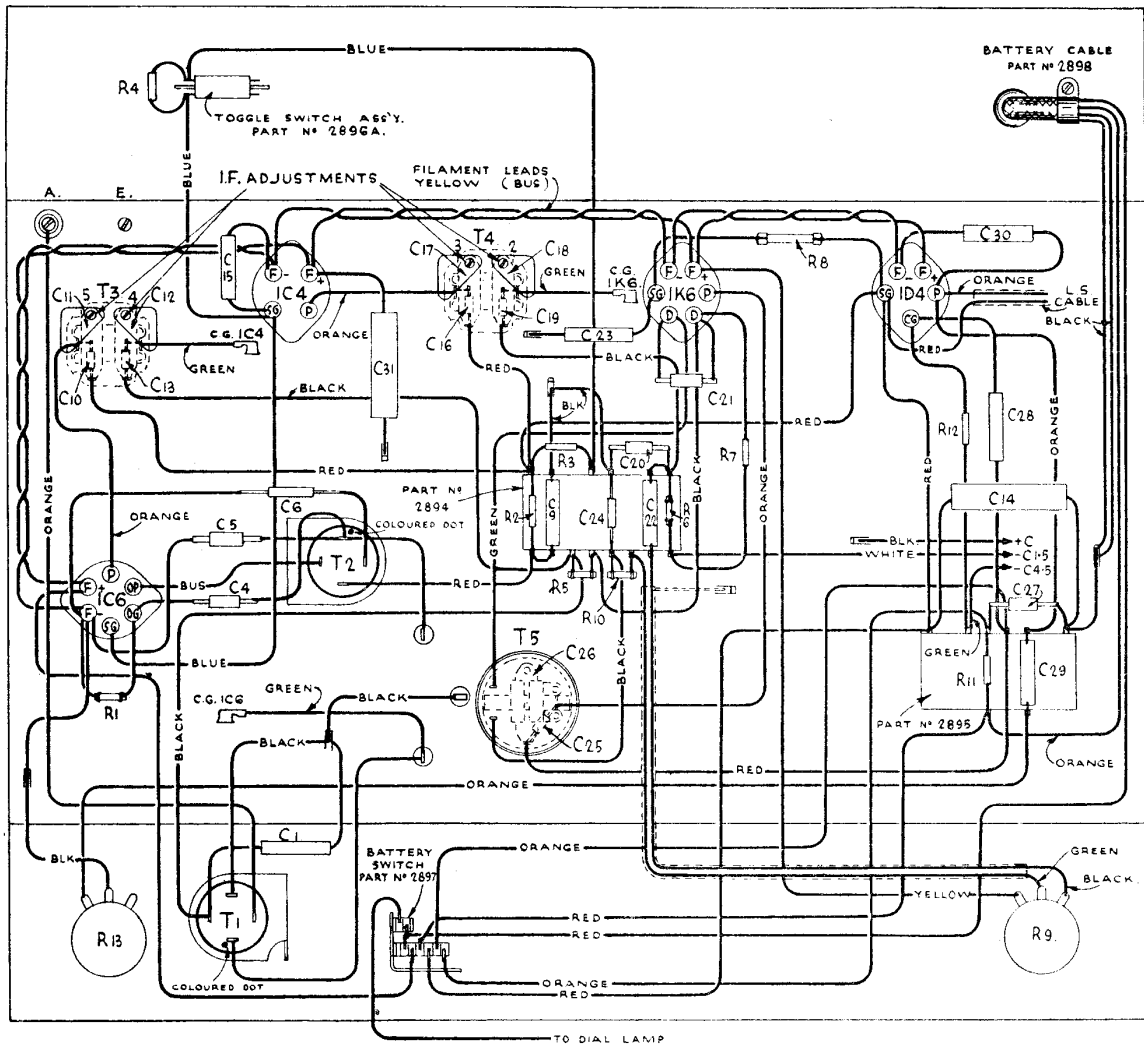 BLUE
BLUE
BATTERY CABLE
PART Nº 2898
R4
TOGGLE SWITCH ASS'Y.
PART Nº 2896A.
BLUE
I.F. ADJUSTMENTS
FILAMENT LEADS
YELLOW (BUS)
A.
E.
T4
C17
3
2
C18
C15
F - F +
1C4
SG
P
GREEN
C.G.
1K6.
F - F +
SG 1K6 P
D D
R8
F - F +
SG 1D4 P
CG
C30
ORANGE
L.S
CABLE
BLACK
RED
T3
C11
5
4
C12
C.G. 1C4
GREEN
C10
C13
ORANGE
C16
C19
C23
BLACK
C31
BLACK
C21
BLK
RED
C28
R12
R3
C20
R7
RED
PART Nº
2894
R2
C9
C24
C22
R6
BLACK
ORANGE
RED
ORANGE
C14
ORANGE
C6
ORANGE
C5
COLOURED DOT
T2
GREEN
BLK
+C
WHITE
-C1·5
-C4·5
P
F +
OP
1C6
F -
OG
SG
BUS
C4
RED
R5
R10
C27
BLUE
T5
C26
BLACK
GREEN
R11
C29
R1
C.G. 1C6
GREEN
BLACK
BLACK
BLACK
C25
PART Nº 2895
RED
ORANGE
ORANGE
C1
BLK
BATTERY
SWITCH
PART Nº 2897
ORANGE
GREEN
BLACK.
YELLOW
R13
T1
RED
RED
R9.
COLOURED DOT
ORANGE
RED
TO DIAL LAMP